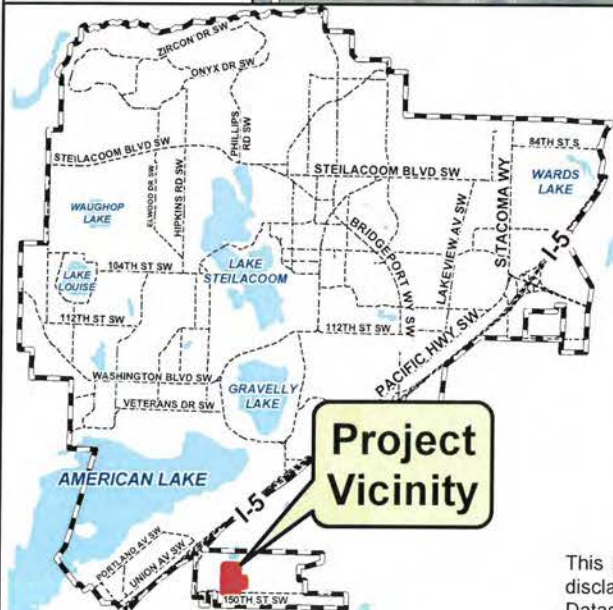 ZIRCON DR SW
ONYX DR SW
PHILLIPS
RD SW
STEILACOOM BLVD SW
STEILACOOM BLVD SW
84TH ST S
WARDS
LAKE
ELWOOD DR SW
HIPKINS RD SW
WAUGHOP
LAKE
BRIDGEPORT WY SW
LAKEVIEW AV SW
S TACOMA WY
I-5
LAKE
LOUISE
104TH ST SW
LAKE
STEILACOOM
112TH ST SW
112TH ST SW
PACIFIC HWY SW
WASHINGTON BLVD SW
GRAVELLY
LAKE
VETERANS DR SW
Project
Vicinity
AMERICAN LAKE
I-5
PORTLAND AV SW
UNION AV SW
150TH ST SW
This
discla